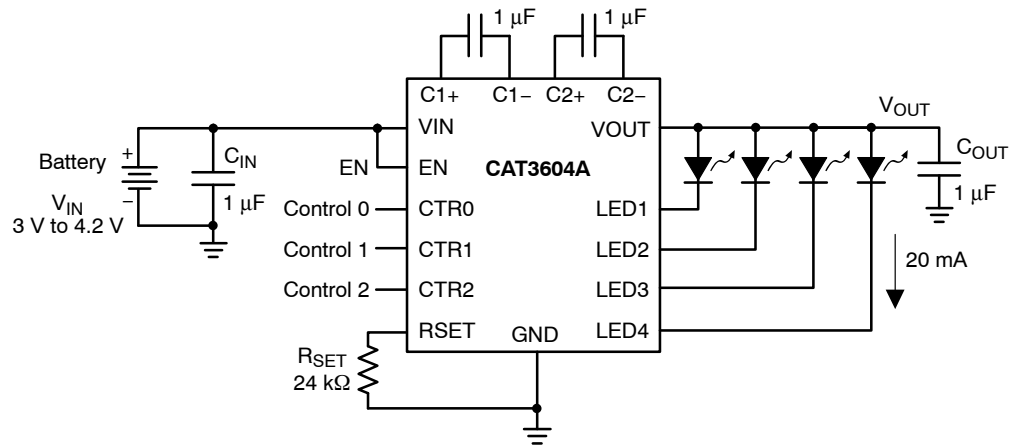 1 μF
1 μF
C1+ C1− C2+ C2−
VIN
VOUT
VOUT
Battery
+
−
CIN
1 μF
VIN
3 V to 4.2 V
EN
EN
CAT3604A
COUT
1 μF
Control 0
CTR0
LED1
Control 1
CTR1
LED2
20 mA
Control 2
CTR2
LED3
RSET
GND
LED4
RSET
24 kΩ